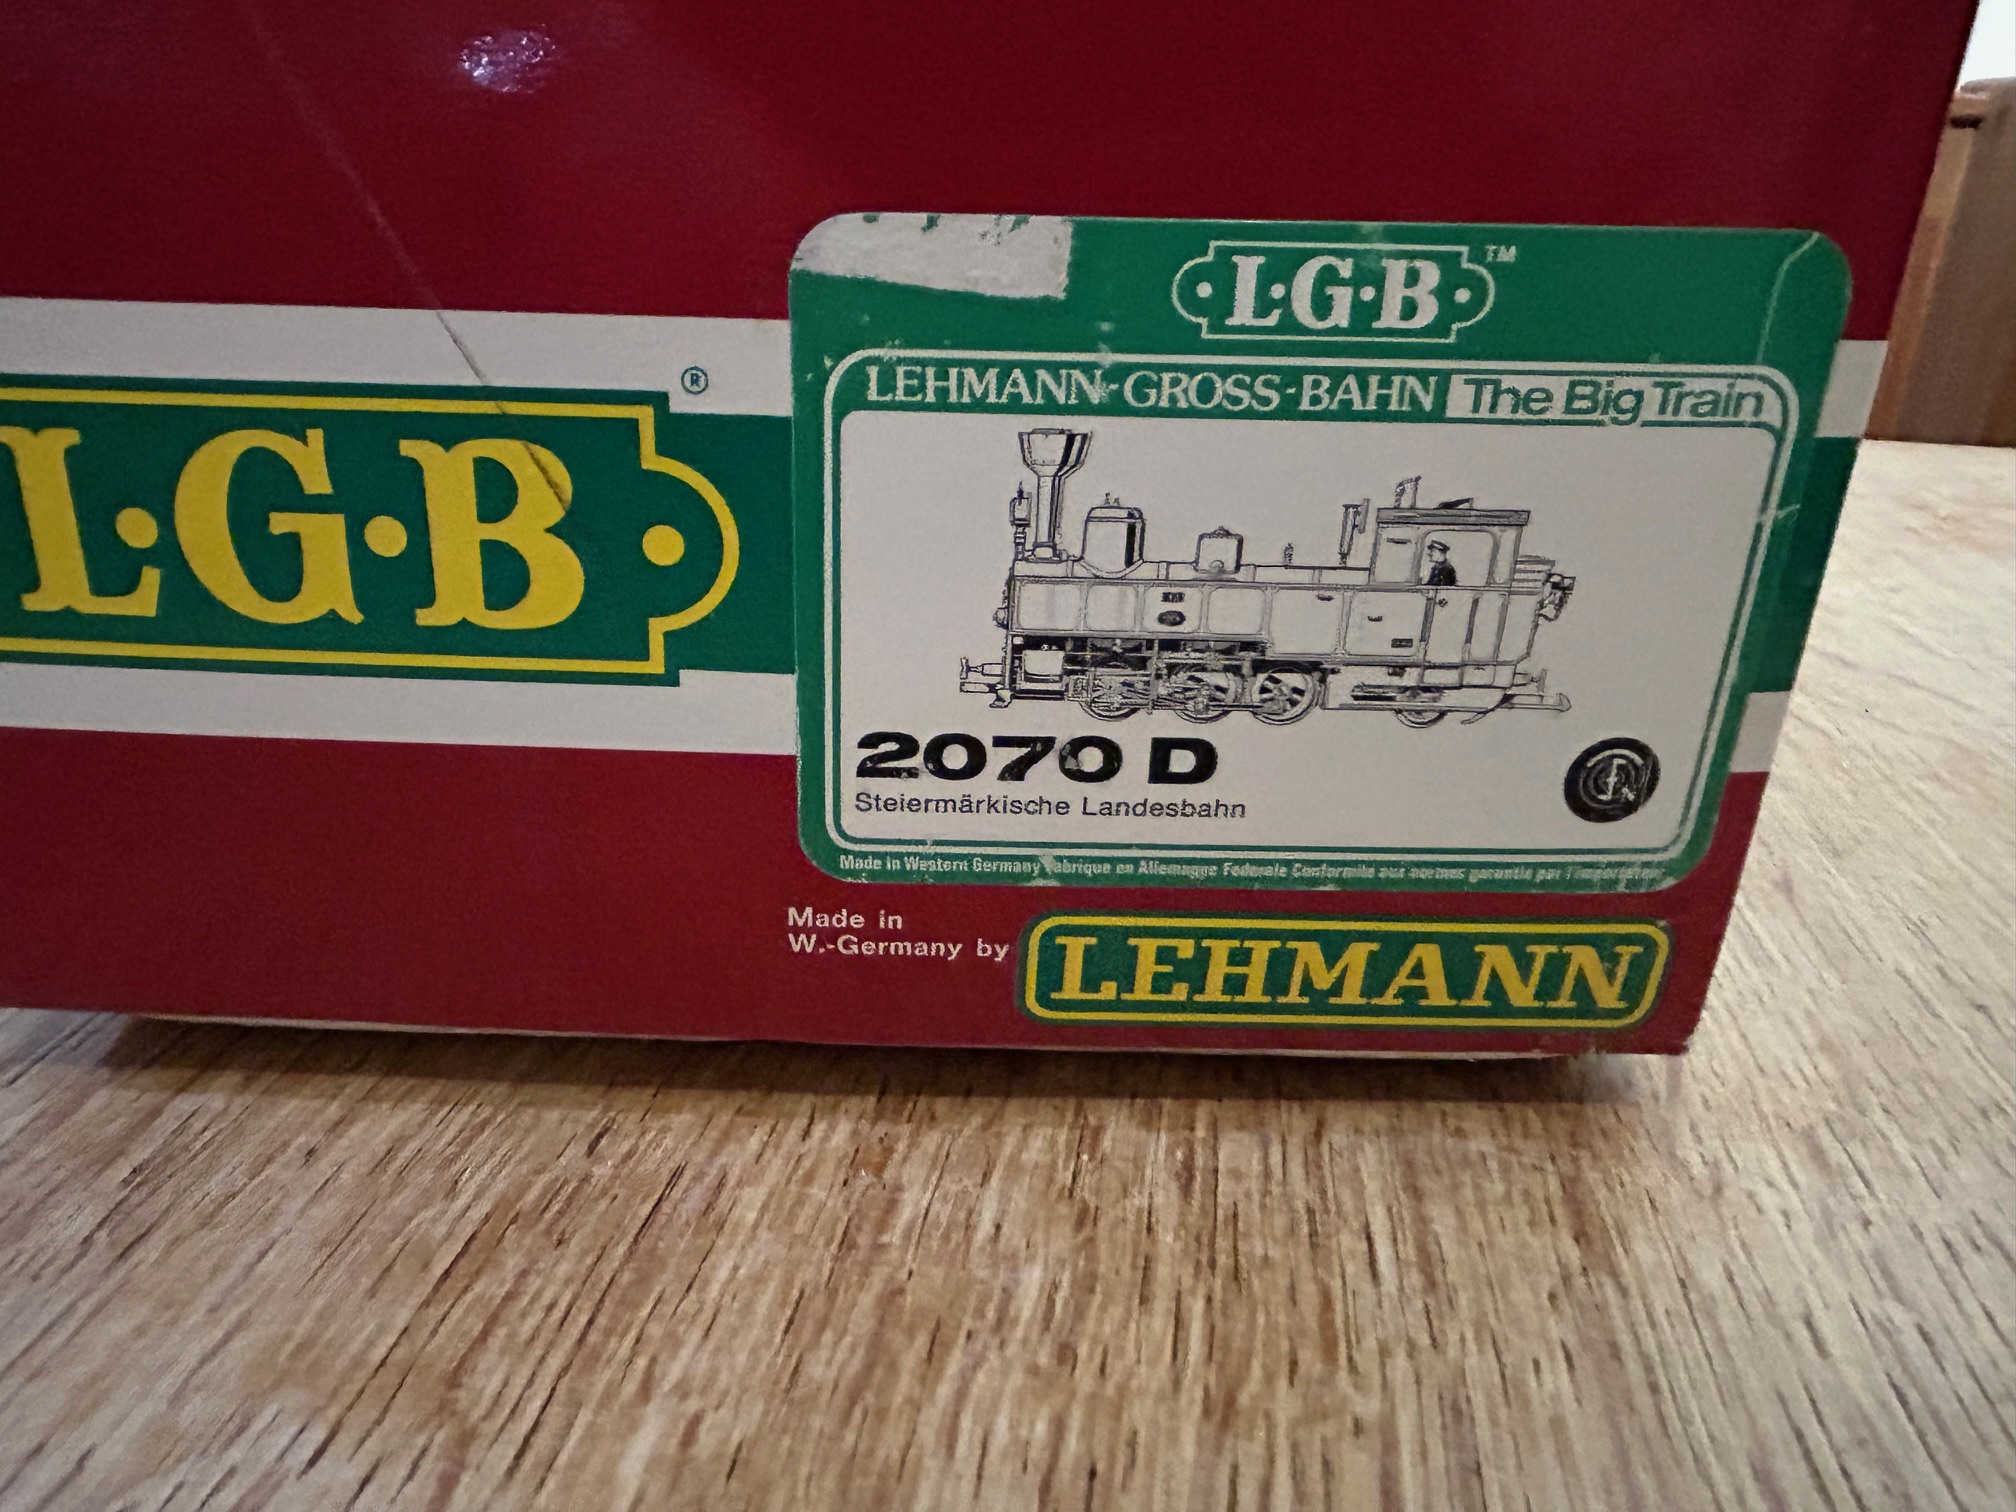 L·G·B·
®
·L·G·B· ™
LEHMANN-GROSS-BAHN The Big Train
2070 D
Steiermärkische Landesbahn
Made in Western Germany Fabrique en Allemagne Federale Conformite aux normes garantie par l'importateur
Made in
W.-Germany by
LEHMANN